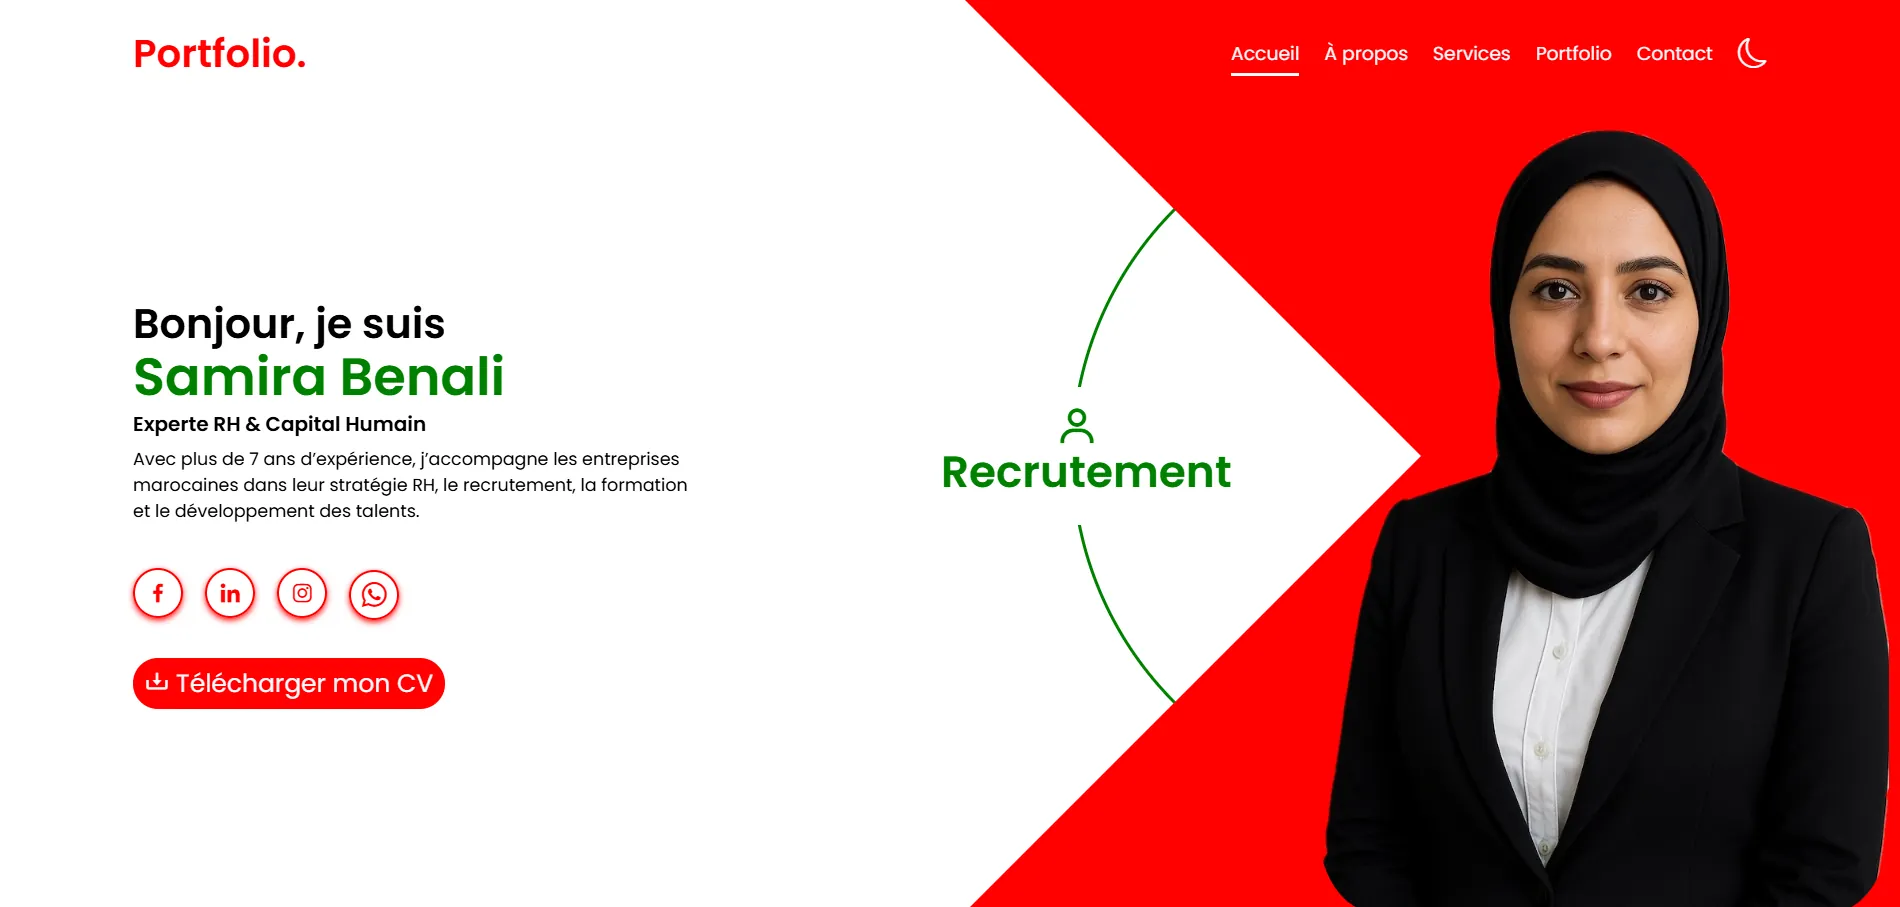 Portfolio.
Accueil À propos Services Portfolio Contact
Bonjour, je suis
Samira Benali
Experte RH & Capital Humain
Avec plus de 7 ans d’expérience, j’accompagne les entreprises
marocaines dans leur stratégie RH, le recrutement, la formation
et le développement des talents.
Télécharger mon CV
Recrutement